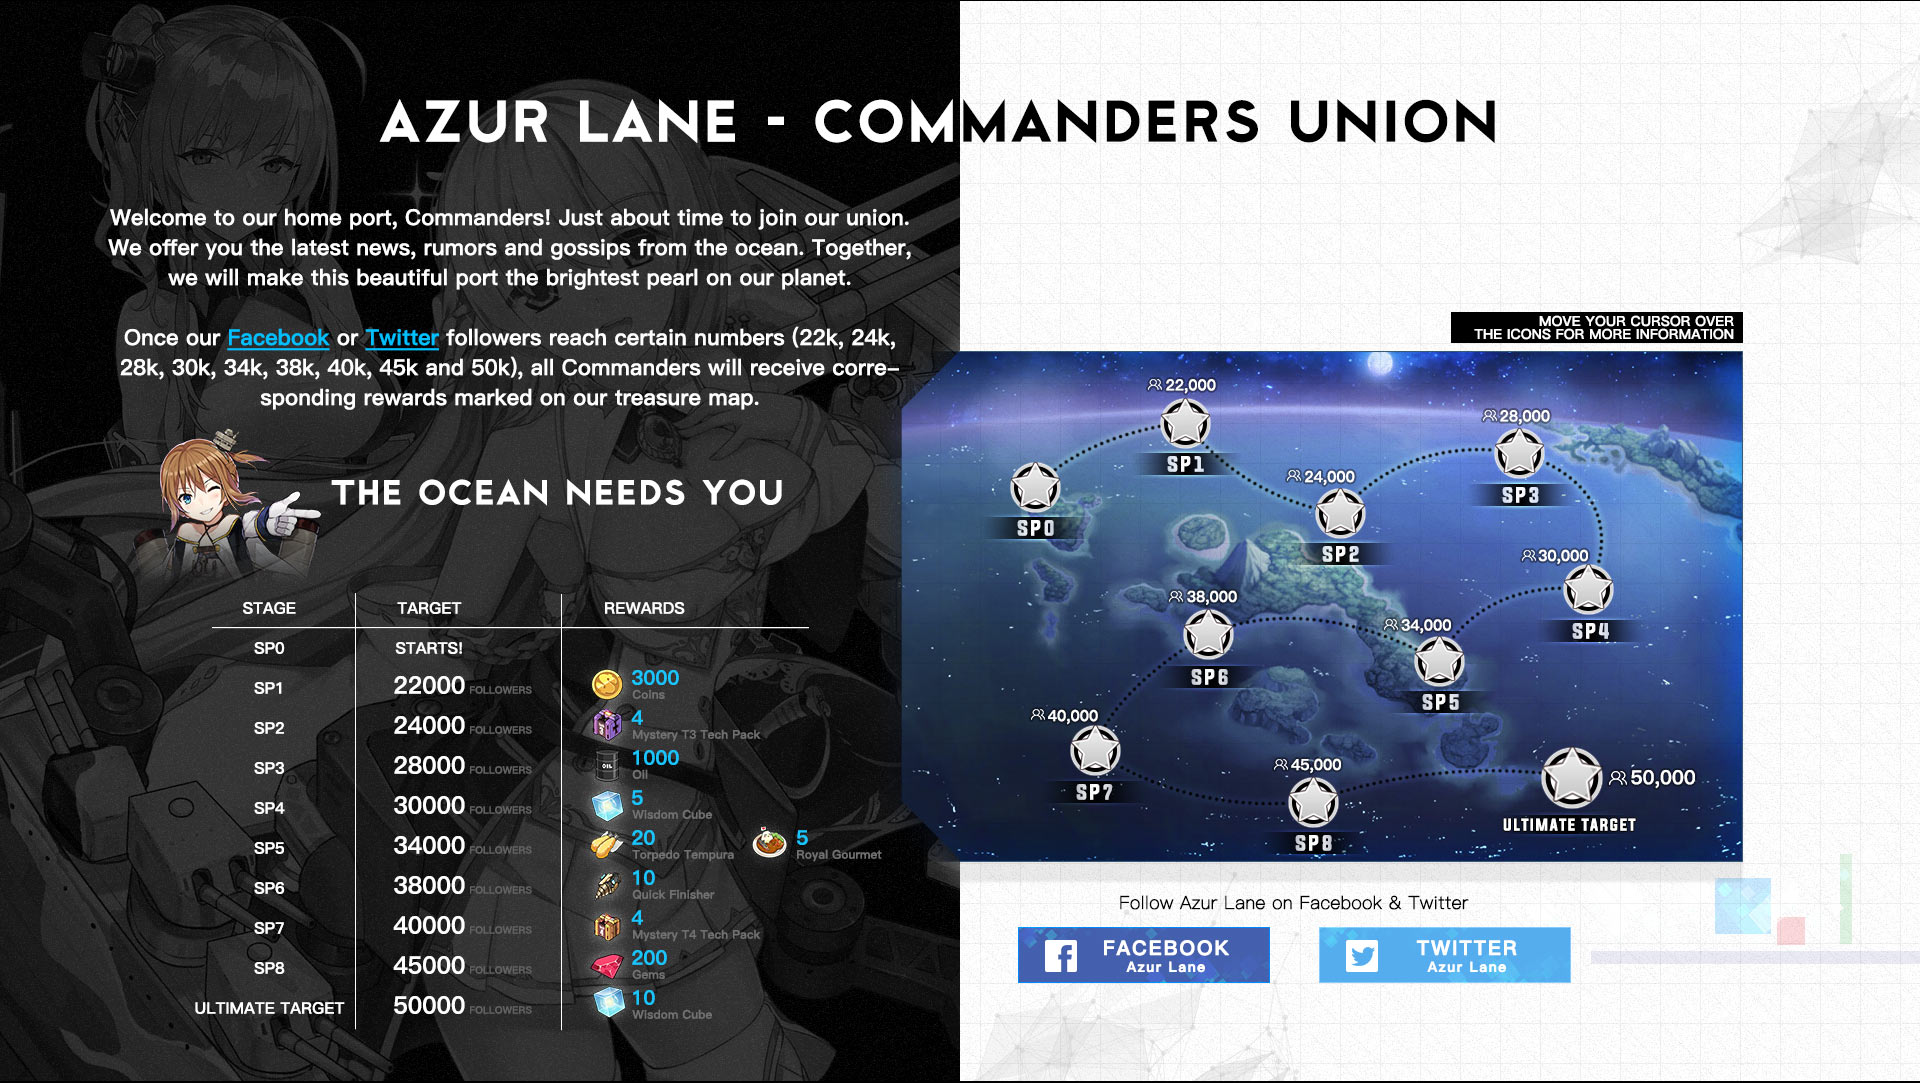 AZUR LANE - COMMANDERS UNION
Welcome to our home port, Commanders! Just about time to join our union.
We offer you the latest news, rumors and gossips from the ocean. Together,
we will make this beautiful port the brightest pearl on our planet.
Once our Facebook or Twitter followers reach certain numbers (22k, 24k,
28k, 30k, 34k, 38k, 40k, 45k and 50k), all Commanders will receive corre-
sponding rewards marked on our treasure map.
THE OCEAN NEEDS YOU
STAGE TARGET REWARDS
SP0 STARTS!
SP1 22000 FOLLOWERS 3000 Coins
SP2 24000 FOLLOWERS 4 Mystery T3 Tech Pack
SP3 28000 FOLLOWERS OIL 1000 Oil
SP4 30000 FOLLOWERS 5 Wisdom Cube
SP5 34000 FOLLOWERS 20 Torpedo Tempura 5 Royal Gourmet
SP6 38000 FOLLOWERS 10 Quick Finisher
SP7 40000 FOLLOWERS 4 Mystery T4 Tech Pack
SP8 45000 FOLLOWERS 200 Gems
ULTIMATE TARGET 50000 FOLLOWERS 10 Wisdom Cube
MOVE YOUR CURSOR OVER
THE ICONS FOR MORE INFORMATION
SP0
22,000
SP1
24,000
SP2
28,000
SP3
30,000
SP4
34,000
SP5
38,000
SP6
40,000
SP7
45,000
SP8
50,000
ULTIMATE TARGET
Follow Azur Lane on Facebook & Twitter
FACEBOOK
Azur Lane
TWITTER
Azur Lane